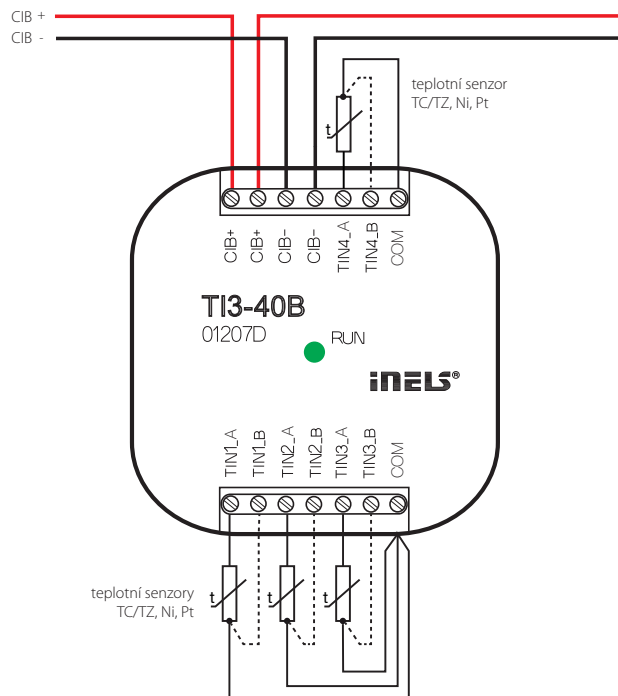 CIB +
CIB -
teplotní senzor
TC/TZ, Ni, Pt
t
CIB+
CIB+
CIB-
CIB-
TIN4_A
TIN4_B
COM
TI3-40B
01207D
RUN
iNELS®
TIN1_A
TIN1_B
TIN2_A
TIN2_B
TIN3_A
TIN3_B
COM
teplotní senzory
TC/TZ, Ni, Pt
t
t
t